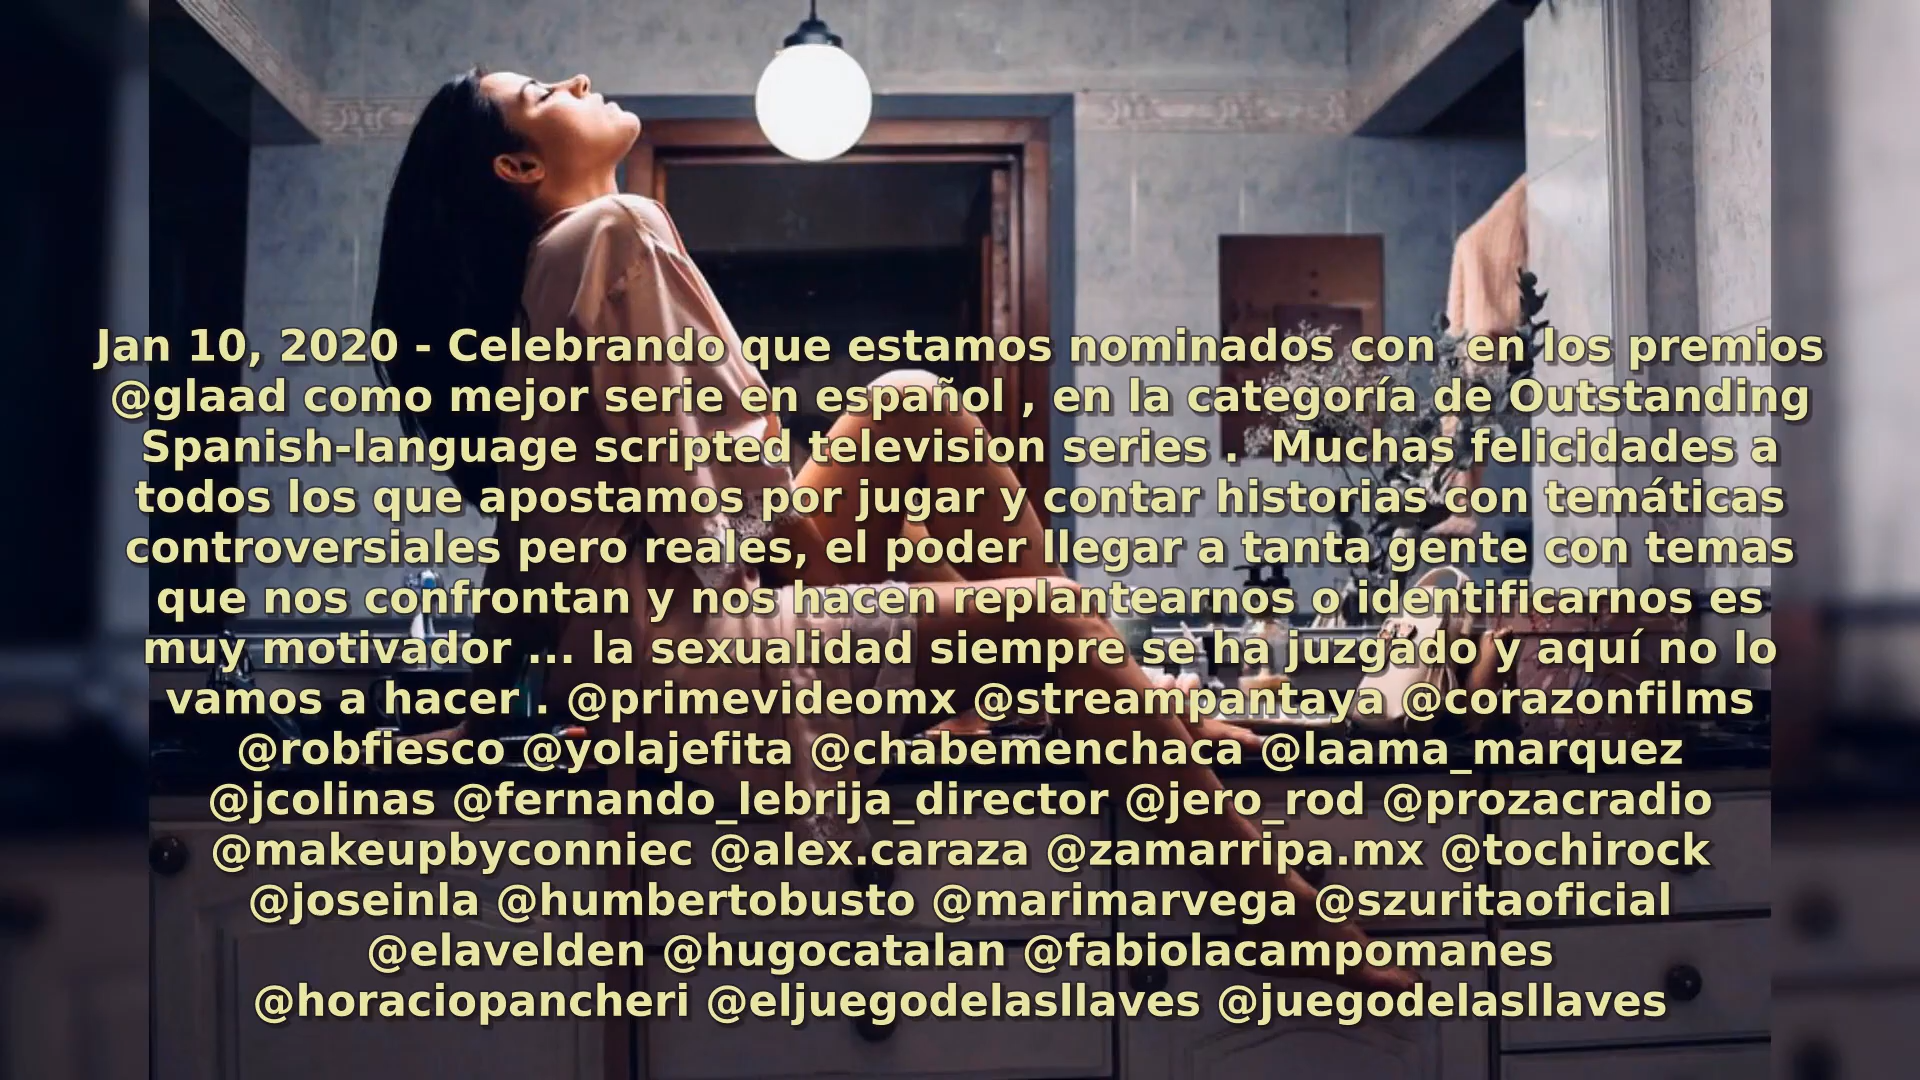 Jan 10, 2020 - Celebrando que estamos nominados con  en los premios
@glaad como mejor serie en español , en la categoría de Outstanding
Spanish-language scripted television series .  Muchas felicidades a
todos los que apostamos por jugar y contar historias con temáticas
controversiales pero reales, el poder llegar a tanta gente con temas
que nos confrontan y nos hacen replantearnos o identificarnos es
muy motivador ... la sexualidad siempre se ha juzgado y aquí no lo
vamos a hacer . @primevideomx @streampantaya @corazonfilms
@robfiesco @yolajefita @chabemenchaca @laama_marquez
@jcolinas @fernando_lebrija_director @jero_rod @prozacradio
@makeupbyconniec @alex.caraza @zamarripa.mx @tochirock
@joseinla @humbertobusto @marimarvega @szuritaoficial
@elavelden @hugocatalan @fabiolacampomanes
@horaciopancheri @eljuegodelasllaves @juegodelasllaves